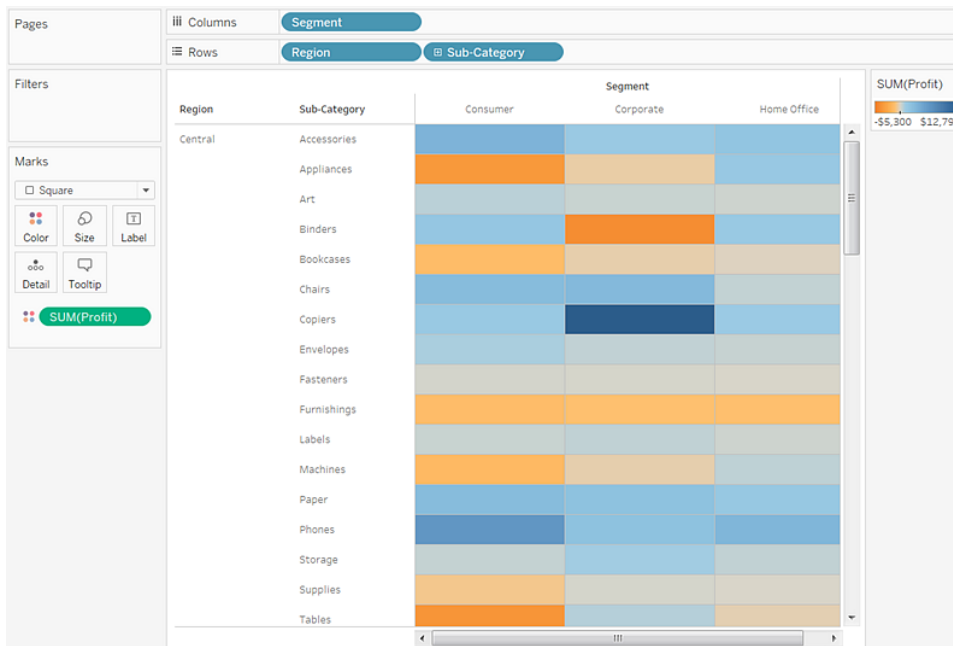 Pages
Columns
Segment
Rows
Region
Sub-Category
Filters
Marks
Square
Color
Size
Label
Detail
Tooltip
SUM(Profit)
Segment
Region Sub-Category Consumer Corporate Home Office
Central Accessories
Appliances
Art
Binders
Bookcases
Chairs
Copiers
Envelopes
Fasteners
Furnishings
Labels
Machines
Paper
Phones
Storage
Supplies
Tables
SUM(Profit)
-$5,300 $12,79